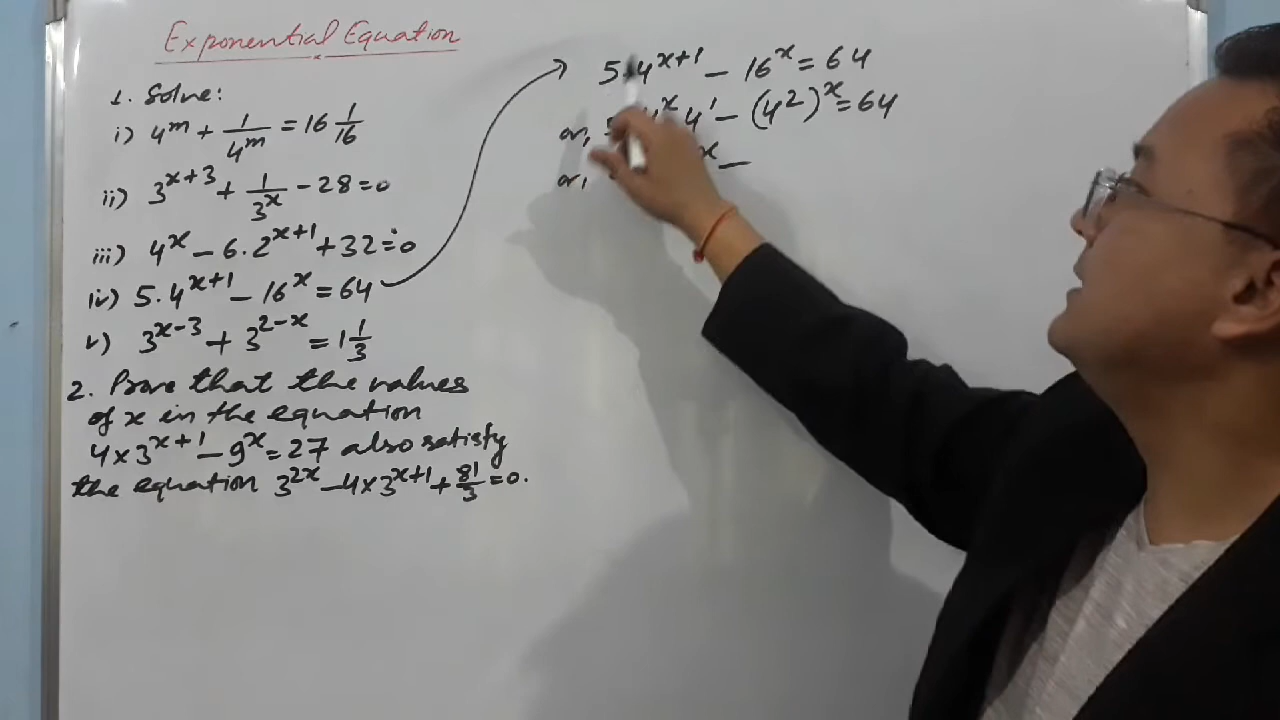 Exponential Equation
1. Solve:
i) 4^m + 1/4^m = 16 1/16
ii) 3^{x+3} + 1/3^x - 28 = 0
iii) 4^x - 6.2^{x+1} + 32 = 0
iv) 5.4^{x+1} - 16^x = 64
v) 3^{x-3} + 3^{2-x} = 1 1/3
2. Prove that the values
of x in the equation
4×3^{x+1} - 9^x = 27 also satisfy
the equation 3^{2x} - 4×3^{x+1} + 81/3 = 0.
5.4^{x+1} - 16^x = 64
or, 4^x 4^1 - (4^2)^x = 64
or, x -